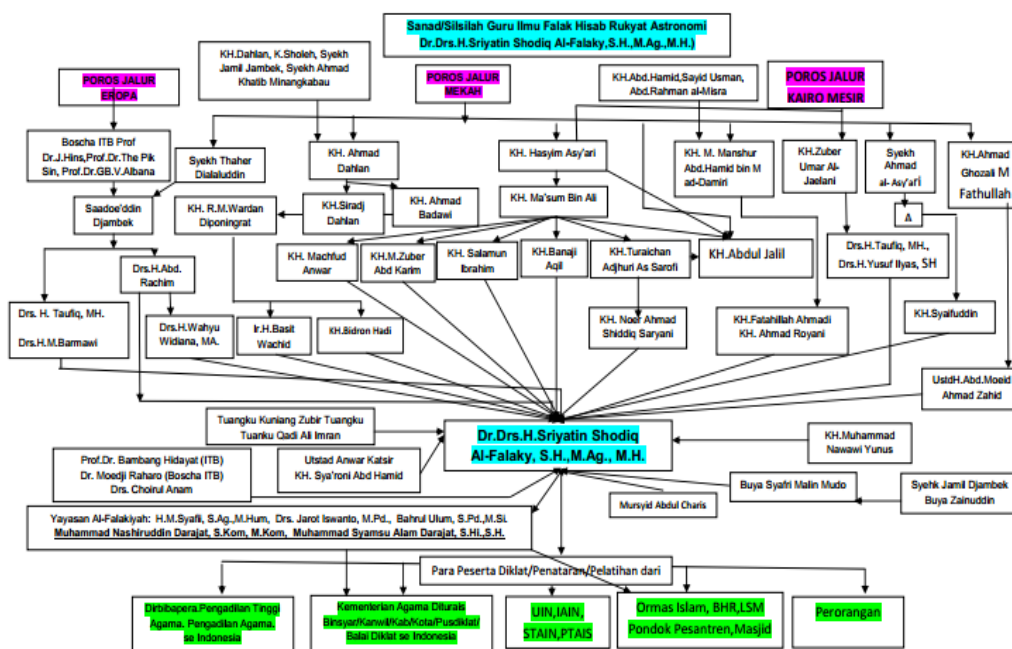 Sanad/Silsilah Guru Ilmu Falak Hisab Rukyat Astronomi
Dr.Drs.H.Sriyatin Shodiq Al-Falaky,S.H.,M.Ag.,M.H.)
KH.Dahlan, K.Sholeh, Syekh
Jamil Jambek, Syekh Ahmad
Khatib Minangkabau
POROS JALUR
EROPA
POROS JALUR
MEKAH
KH.Abd.Hamid,Sayid Usman,
Abd.Rahman al-Misra
POROS JALUR
KAIRO MESIR
Boscha ITB Prof
Dr.J.Hins,Prof.Dr.The Pik
Sin, Prof.Dr.GB.V.Albana
Syekh Thaher
Dialaluddin
KH. Ahmad
Dahlan
KH. Hasyim Asy'ari
KH. M. Manshur
Abd.Hamid bin M
ad-Damiri
KH.Zuber
Umar Al-
Jaelani
Syekh
Ahmad
al- Asy'ari
KH.Ahmad
Ghozali M
Fathullah
Saadoe'ddin
Djambek
KH. R.M.Wardan
Diponingrat
KH.Siradj
Dahlan
KH. Ahmad
Badawi
KH. Ma'sum Bin Ali
Δ
Drs.H.Abd.
Rachim
KH. Machfud
Anwar
KH.M.Zuber
Abd Karim
KH. Salamun
Ibrahim
KH.Banaji
Aqil
KH.Turaichan
Adjhuri As Sarofi
KH.Abdul Jalil
Drs.H.Taufiq, MH.,
Drs.H.Yusuf Ilyas, SH
Drs. H. Taufiq, MH.
Drs.H.M.Barmawi
Drs.H.Wahyu
Widiana, MA.
Ir.H.Basit
Wachid
KH.Bidron Hadi
KH. Noer Ahmad
Shiddiq Saryani
KH.Fatahillah Ahmadi
KH. Ahmad Royani
KH.Syaifuddin
UstdH.Abd.Moeid
Ahmad Zahid
Tuangku Kuniang Zubir Tuangku
Tuanku Qadi Ali Imran
Dr.Drs.H.Sriyatin Shodiq
Al-Falaky, S.H.,M.Ag., M.H.
KH.Muhammad
Nawawi Yunus
Prof.Dr. Bambang Hidayat (ITB)
Dr. Moedji Raharo (Boscha ITB)
Drs. Choirul Anam
Utstad Anwar Katsir
KH. Sya'roni Abd Hamid
Mursyid Abdul Charis
Buya Syafri Malin Mudo
Syehk Jamil Djambek
Buya Zainuddin
Yayasan Al-Falakiyah: H.M.Syafii, S.Ag.,M.Hum, Drs. Jarot Iswanto, M.Pd., Bahrul Ulum, S.Pd.,M.Si.
Muhammad Nashiruddin Darajat, S.Kom, M.Kom, Muhammad Syamsu Alam Darajat, S.Hi.,S.H.
Para Peserta Diklat/Penataran/Pelatihan dari
Dirbibapera.Pengadilan Tinggi
Agama. Pengadilan Agama.
se Indonesia
Kementerian Agama Diturais
Binsyar/Kanwil/Kab/Kota/Pusdiklat/
Balai Diklat se Indonesia
UIN,IAIN,
STAIN,PTAIS
Ormas Islam, BHR,LSM
Pondok Pesantren,Masjid
Perorangan